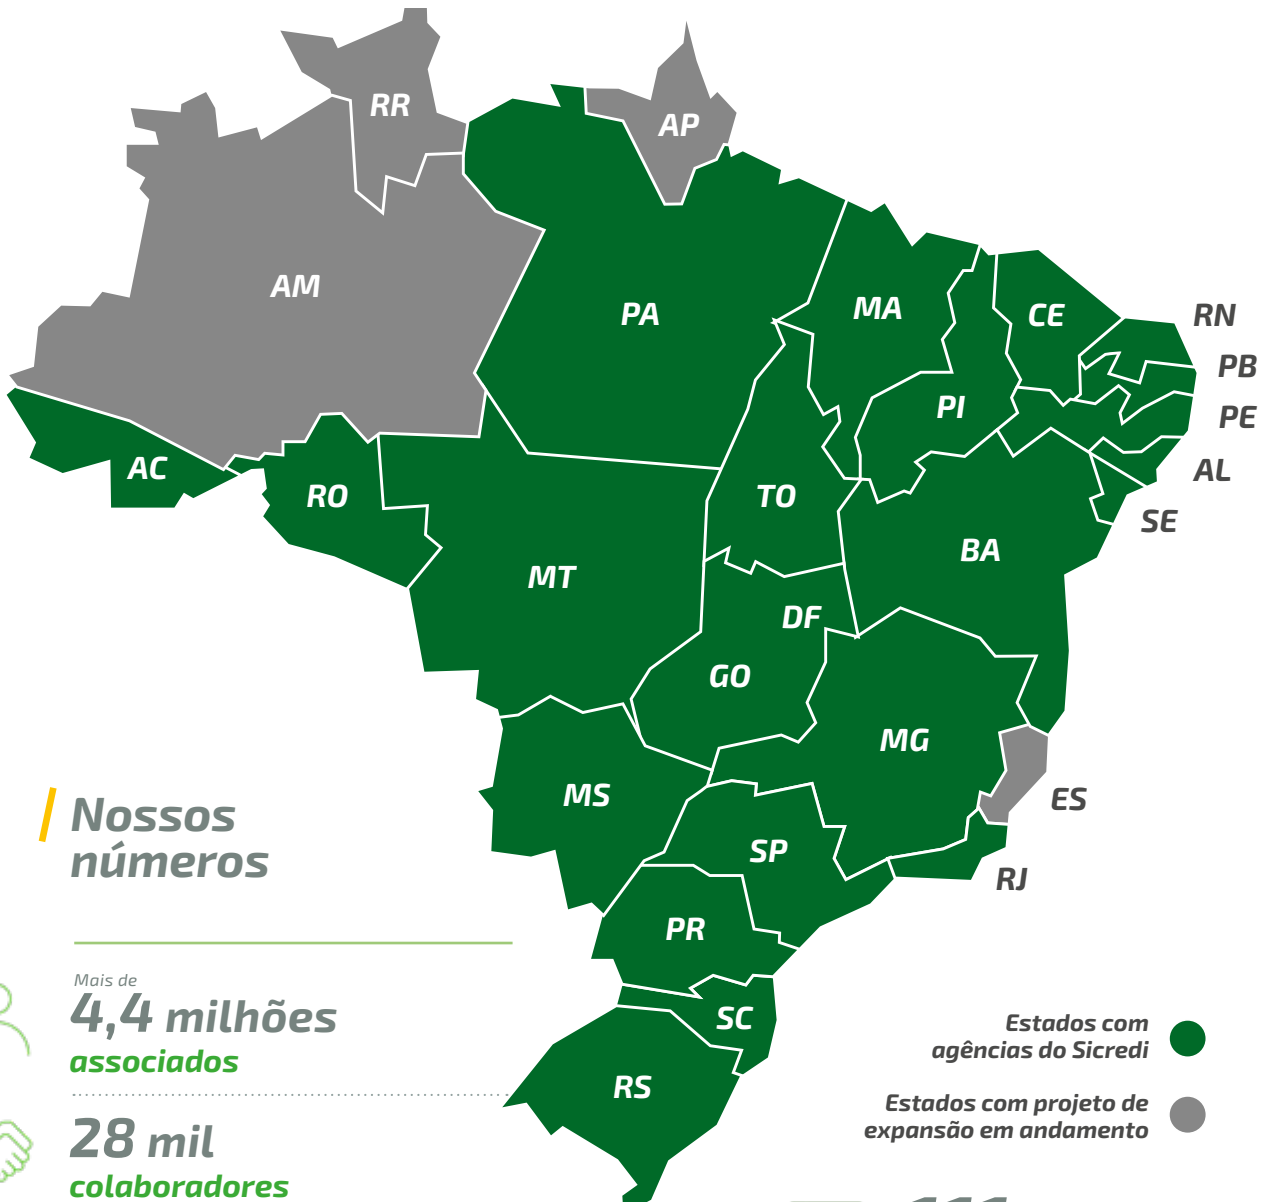 RR
AP
AM
PA
MA
CE
RN
PB
PI
PE
AC
RO
TO
AL
SE
BA
MT
DF
GO
MG
MS
ES
SP
RJ
PR
SC
RS
Nossos
números
Mais de
4,4 milhões
associados
28 mil
colaboradores
Estados com
agências do Sicredi
Estados com projeto de
expansão em andamento